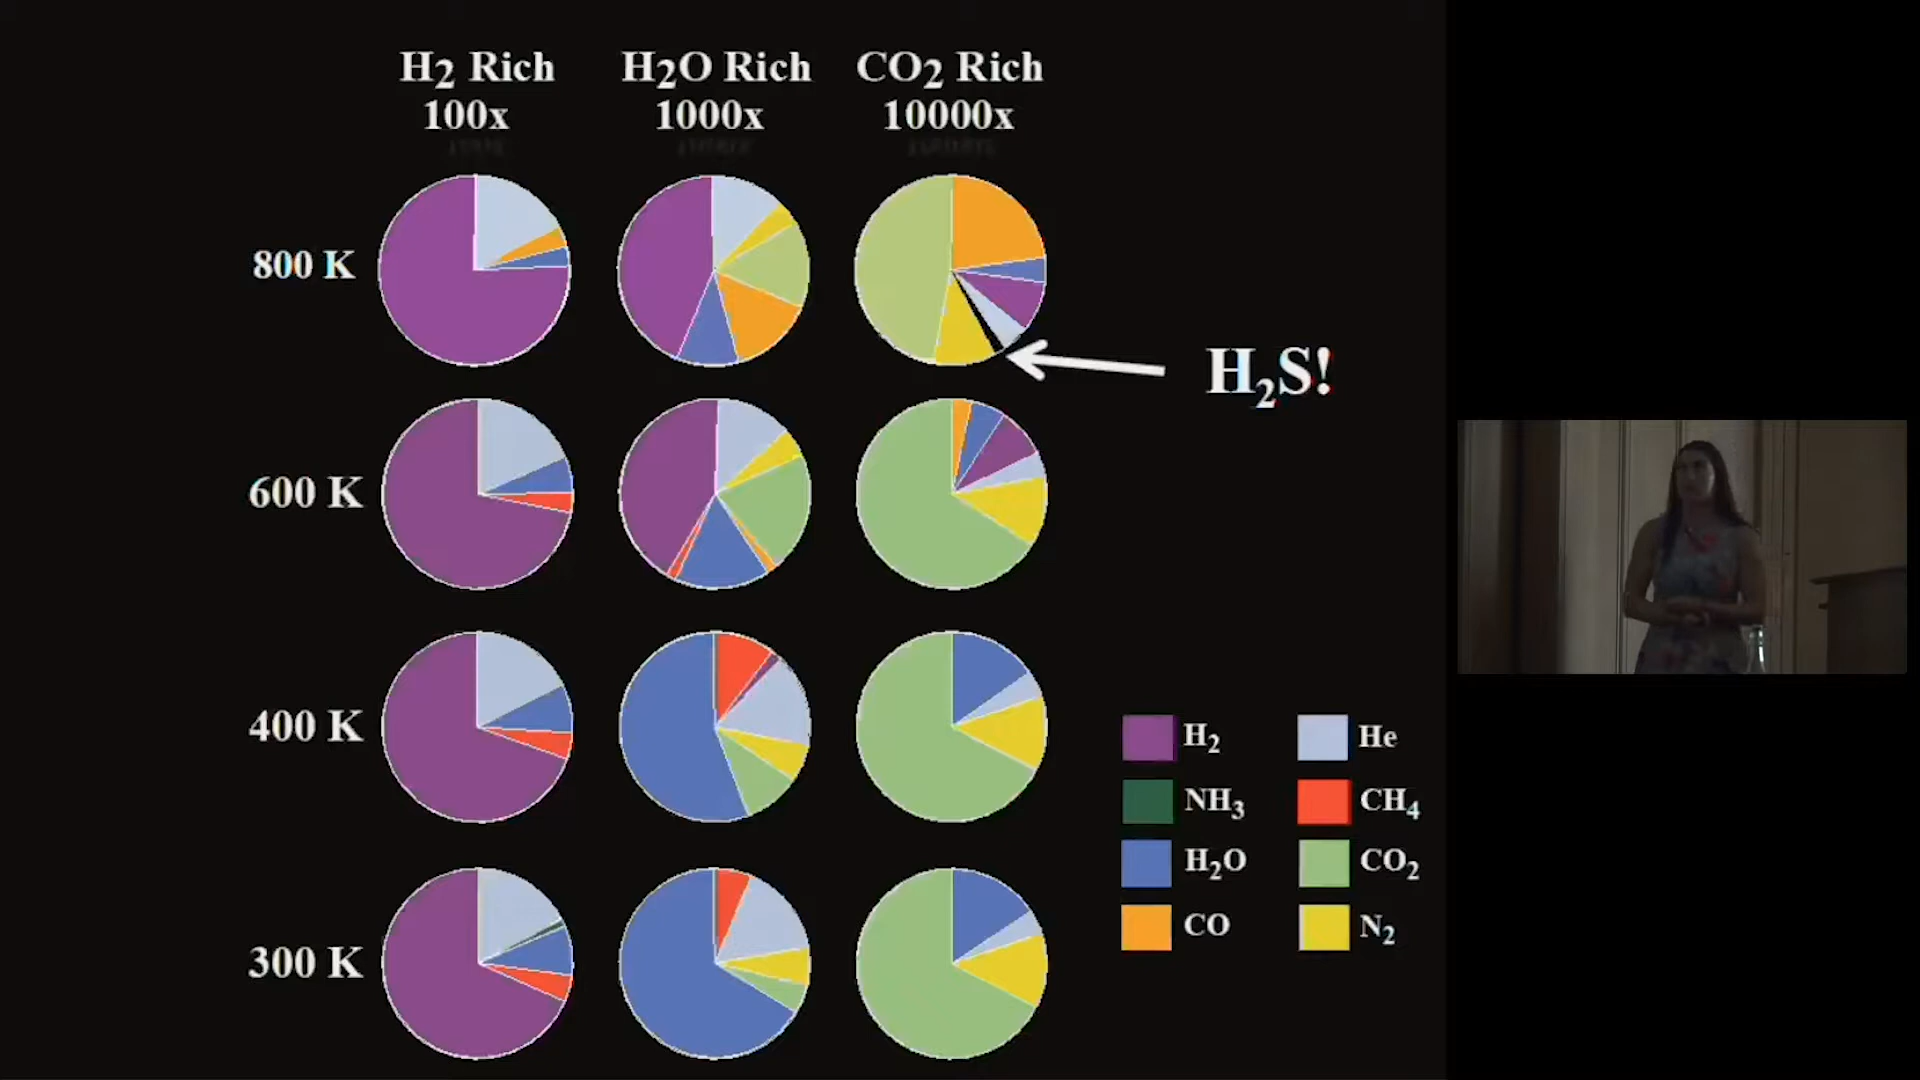 H2 Rich
100x
H2O Rich
1000x
CO2 Rich
10000x
800 K
H2S!
600 K
400 K
300 K
H2
He
NH3
CH4
H2O
CO2
CO
N2